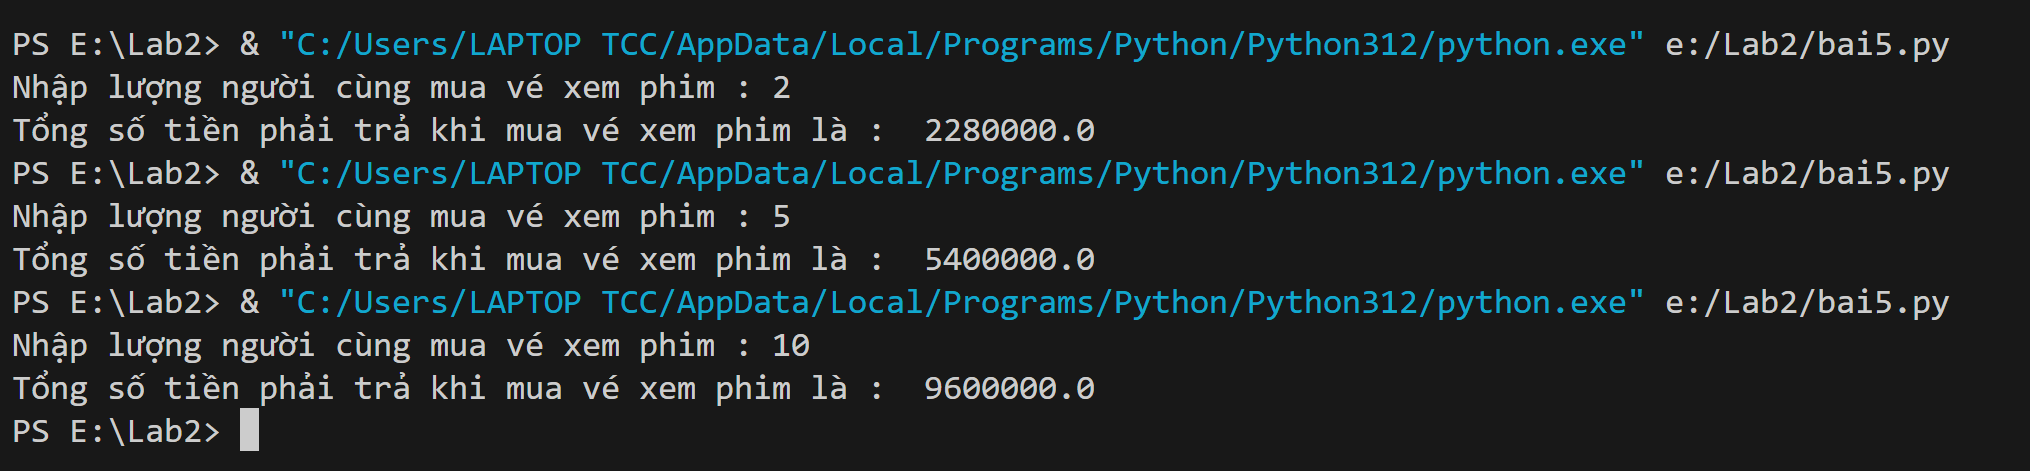 PS E:\Lab2> & "C:/Users/LAPTOP TCC/AppData/Local/Programs/Python/Python312/python.exe" e:/Lab2/bai5.py
Nhập lượng người cùng mua vé xem phim : 2
Tổng số tiền phải trả khi mua vé xem phim là :  2280000.0
PS E:\Lab2> & "C:/Users/LAPTOP TCC/AppData/Local/Programs/Python/Python312/python.exe" e:/Lab2/bai5.py
Nhập lượng người cùng mua vé xem phim : 5
Tổng số tiền phải trả khi mua vé xem phim là :  5400000.0
PS E:\Lab2> & "C:/Users/LAPTOP TCC/AppData/Local/Programs/Python/Python312/python.exe" e:/Lab2/bai5.py
Nhập lượng người cùng mua vé xem phim : 10
Tổng số tiền phải trả khi mua vé xem phim là :  9600000.0
PS E:\Lab2>